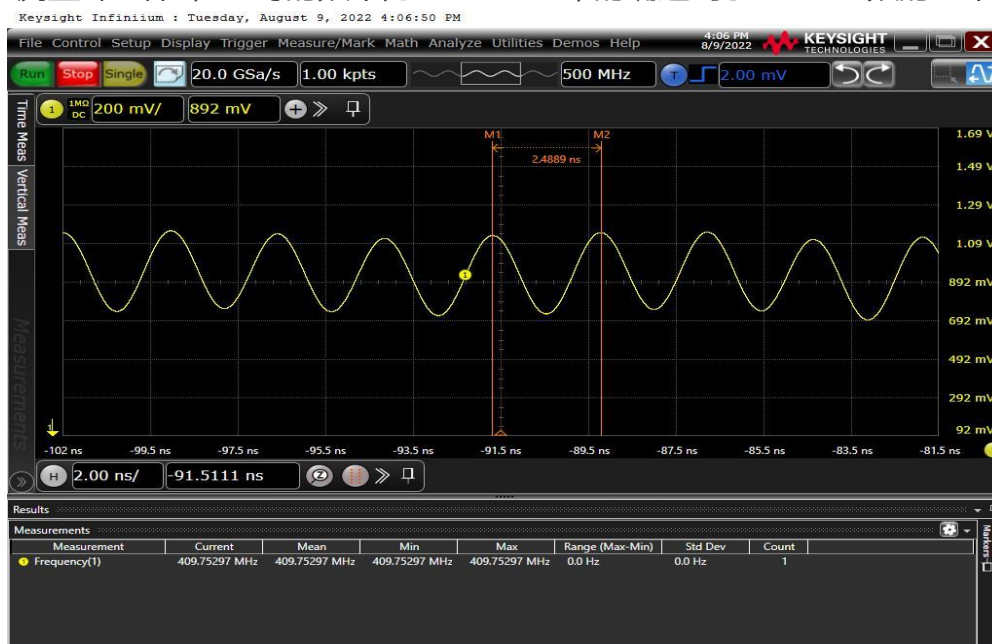 Keysight Infiniium : Tuesday, August 9, 2022 4:06:50 PM
File Control Setup Display Trigger Measure/Mark Math Analyze Utilities Demos Help 4:06 PM 8/9/2022 KEYSIGHT TECHNOLOGIES
Run Stop Single 20.0 GSa/s 1.00 kpts 500 MHz T 2.00 mV
1 1MΩ DC 200 mV/ 892 mV
Time Meas
Vertical Meas
Measurements
M1 M2
2.4889 ns
1.69 V
1.49 V
1.29 V
1.09 V
892 mV
692 mV
492 mV
292 mV
92 mV
1
1
-102 ns -99.5 ns -97.5 ns -95.5 ns -93.5 ns -91.5 ns -89.5 ns -87.5 ns -85.5 ns -83.5 ns -81.5 ns
H 2.00 ns/ -91.5111 ns Z
Results
Measurements
Measurement Current Mean Min Max Range (Max-Min) Std Dev Count
1 Frequency(1) 409.75297 MHz 409.75297 MHz 409.75297 MHz 409.75297 MHz 0.0 Hz 0.0 Hz 1
Markers